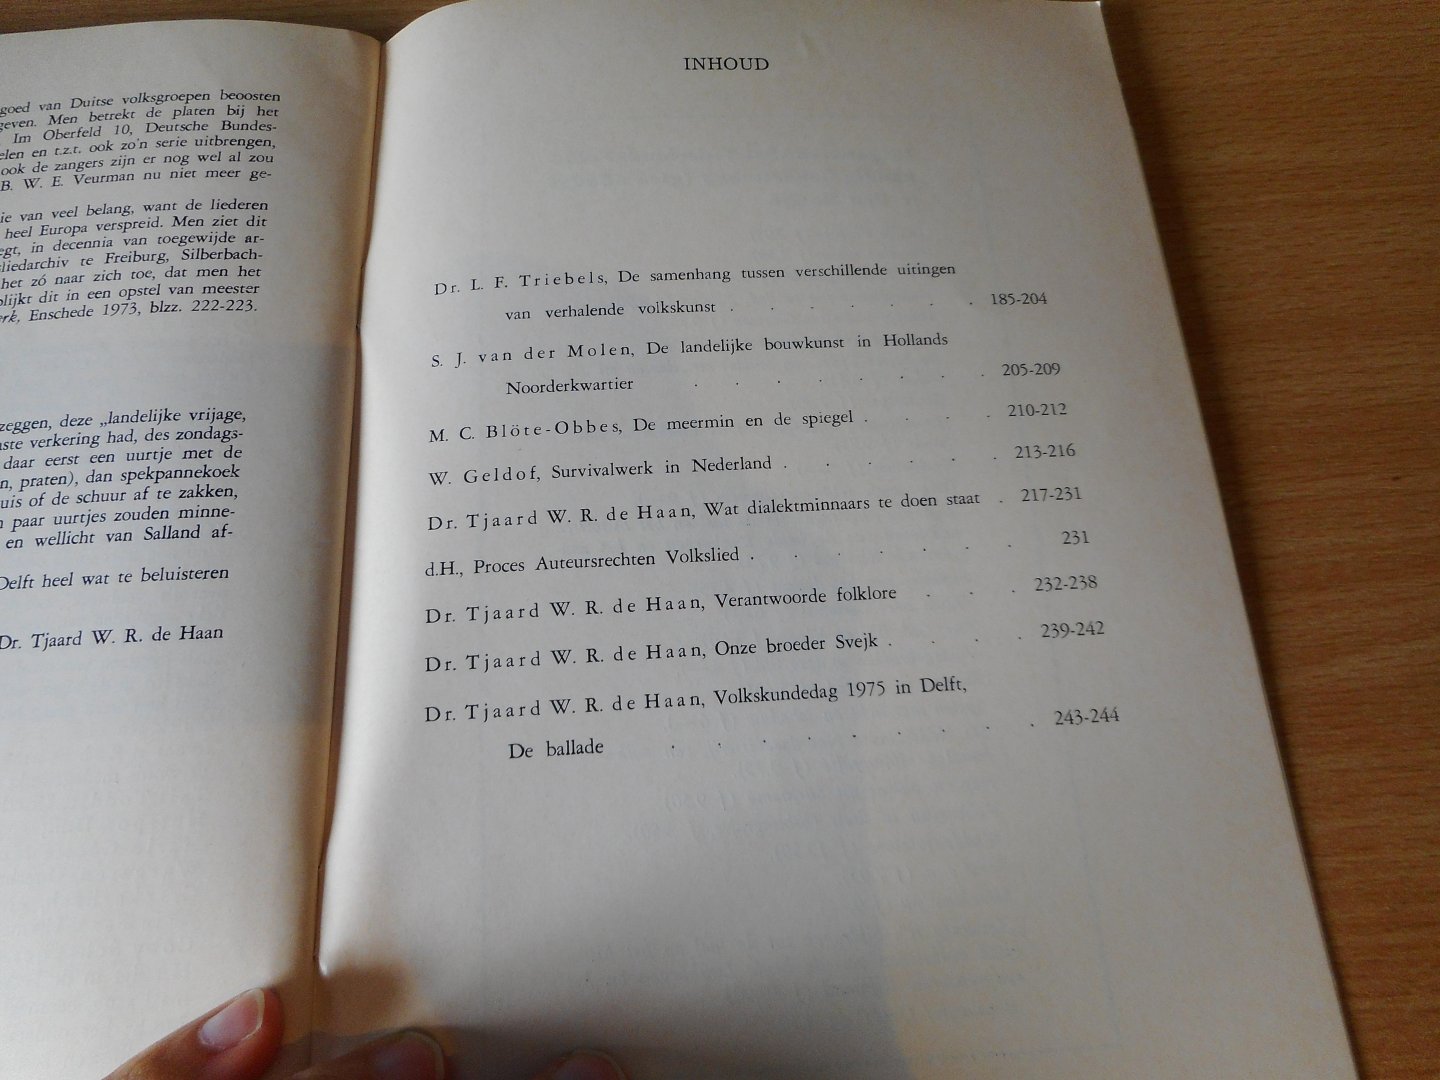 goed van Duitse volksgroepen beoosten
geven. Men betrekt de platen bij het
Im Oberfeld 10, Deutsche Bundes-
en t.z.t. ook zo'n serie uitbrengen,
ook de zangers zijn er nog wel al zou
B. W. E. Veurman nu niet meer ge-
van veel belang, want de liederen
heel Europa verspreid. Men ziet dit
in decennia van toegewijde ar-
te Freiburg, Silberbach-
het zó naar zich toe, dat men het
dit in een opstel van meester
Enschede 1973, blzz. 222-223.
zeggen, deze „landelijke vrijage,
verkering had, des zondags-
daar eerst een uurtje met de
praten), dan spekpannekoek
of de schuur af te zakken,
paar uurtjes zouden minne-
en wellicht van Salland af-
Delft heel wat te beluisteren
Dr. Tjaard W. R. de Haan
INHOUD
Dr. L. F. Triebels, De samenhang tussen verschillende uitingen
van verhalende volkskunst . . . . . . . 185-204
S. J. van der Molen, De landelijke bouwkunst in Hollands
Noorderkwartier . . . . . . . . 205-209
M. C. Blöte-Obbes, De meermin en de spiegel . . . . 210-212
W. Geldof, Survivalwerk in Nederland . . . . . . 213-216
Dr. Tjaard W. R. de Haan, Wat dialektminnaars te doen staat . 217-231
d.H., Proces Auteursrechten Volkslied . . . . . . . 231
Dr. Tjaard W. R. de Haan, Verantwoorde folklore . . . 232-238
Dr. Tjaard W. R. de Haan, Onze broeder Svejk . . . . 239-242
Dr. Tjaard W. R. de Haan, Volkskundedag 1975 in Delft,
De ballade . . . . . . . . . 243-244